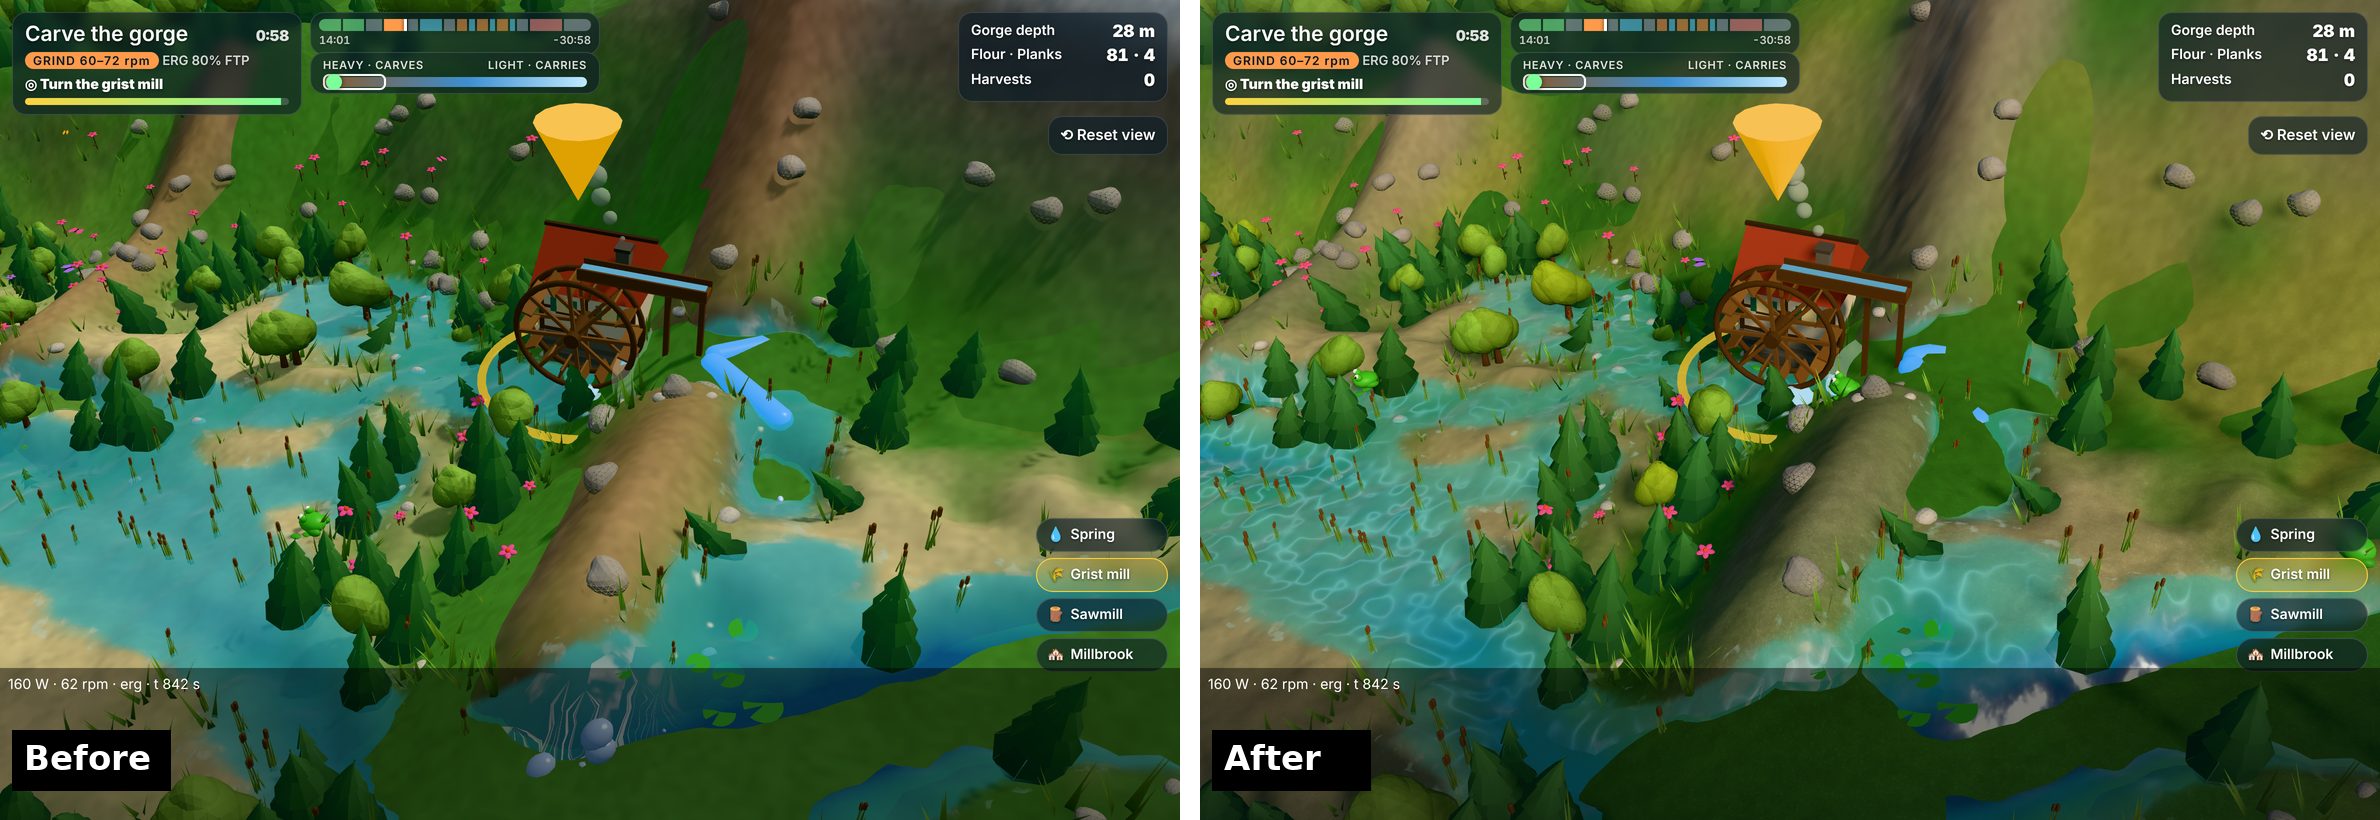 Carve the gorge 0:58
GRIND 60–72 rpm ERG 80% FTP
◎ Turn the grist mill
14:01 -30:58
HEAVY · CARVES LIGHT · CARRIES
Gorge depth 28 m
Flour · Planks 81 · 4
Harvests 0
⟲ Reset view
Spring
Grist mill
Sawmill
Millbrook
160 W · 62 rpm · erg · t 842 s
Before
Carve the gorge 0:58
GRIND 60–72 rpm ERG 80% FTP
◎ Turn the grist mill
14:01 -30:58
HEAVY · CARVES LIGHT · CARRIES
Gorge depth 28 m
Flour · Planks 81 · 4
Harvests 0
⟲ Reset view
Spring
Grist mill
Sawmill
Millbrook
160 W · 62 rpm · erg · t 842 s
After